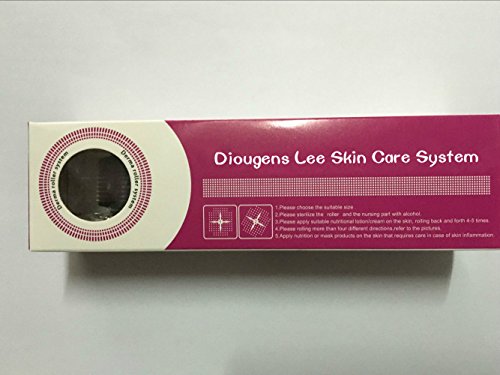 Derma roller system
Derma roller system
Diougens Lee Skin Care System
1.Please choose the suitable size
2.Please sterilize the roller and the nursing part with alcohol.
3.Please apply suitable nutritional lotion/cream on the skin, rolling back and forth 4-5 times.
4.Please rolling more than four different directions,refer to the pictures.
5.Apply nutrition or mask products on the skin that,requires care in case of skin inflammation.